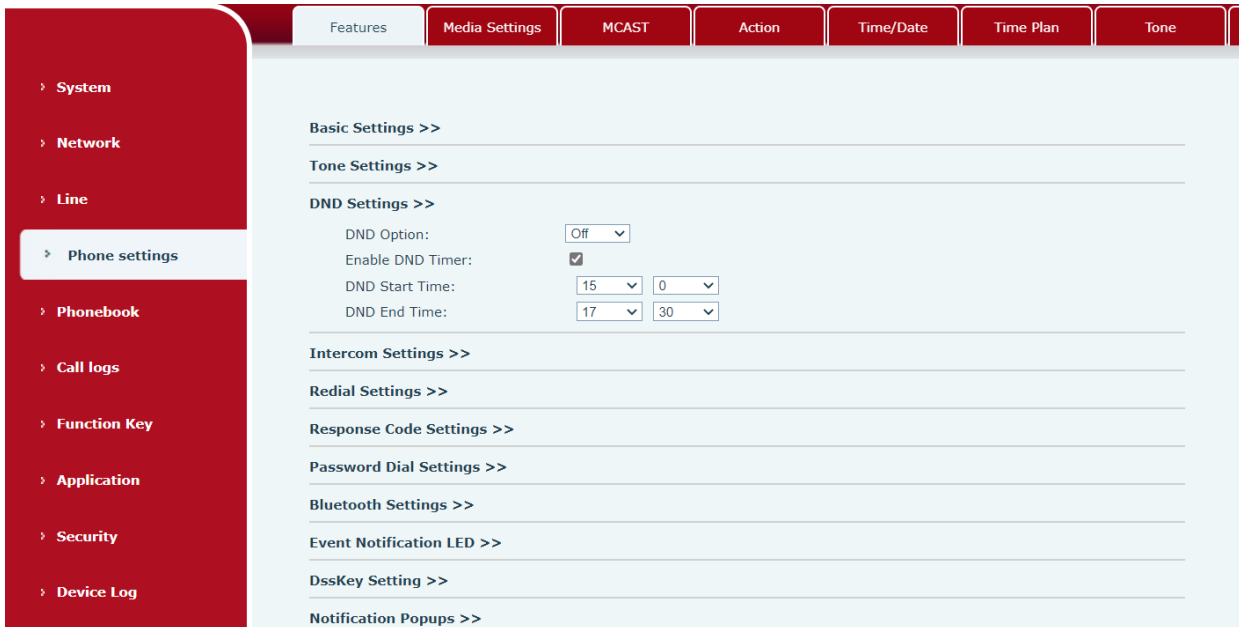 Features Media Settings MCAST Action Time/Date Time Plan Tone
System
Network
Line
Phone settings
Phonebook
Call logs
Function Key
Application
Security
Device Log
Basic Settings >>
Tone Settings >>
DND Settings >>
DND Option: Off
Enable DND Timer:
DND Start Time: 15 0
DND End Time: 17 30
Intercom Settings >>
Redial Settings >>
Response Code Settings >>
Password Dial Settings >>
Bluetooth Settings >>
Event Notification LED >>
DssKey Setting >>
Notification Popups >>